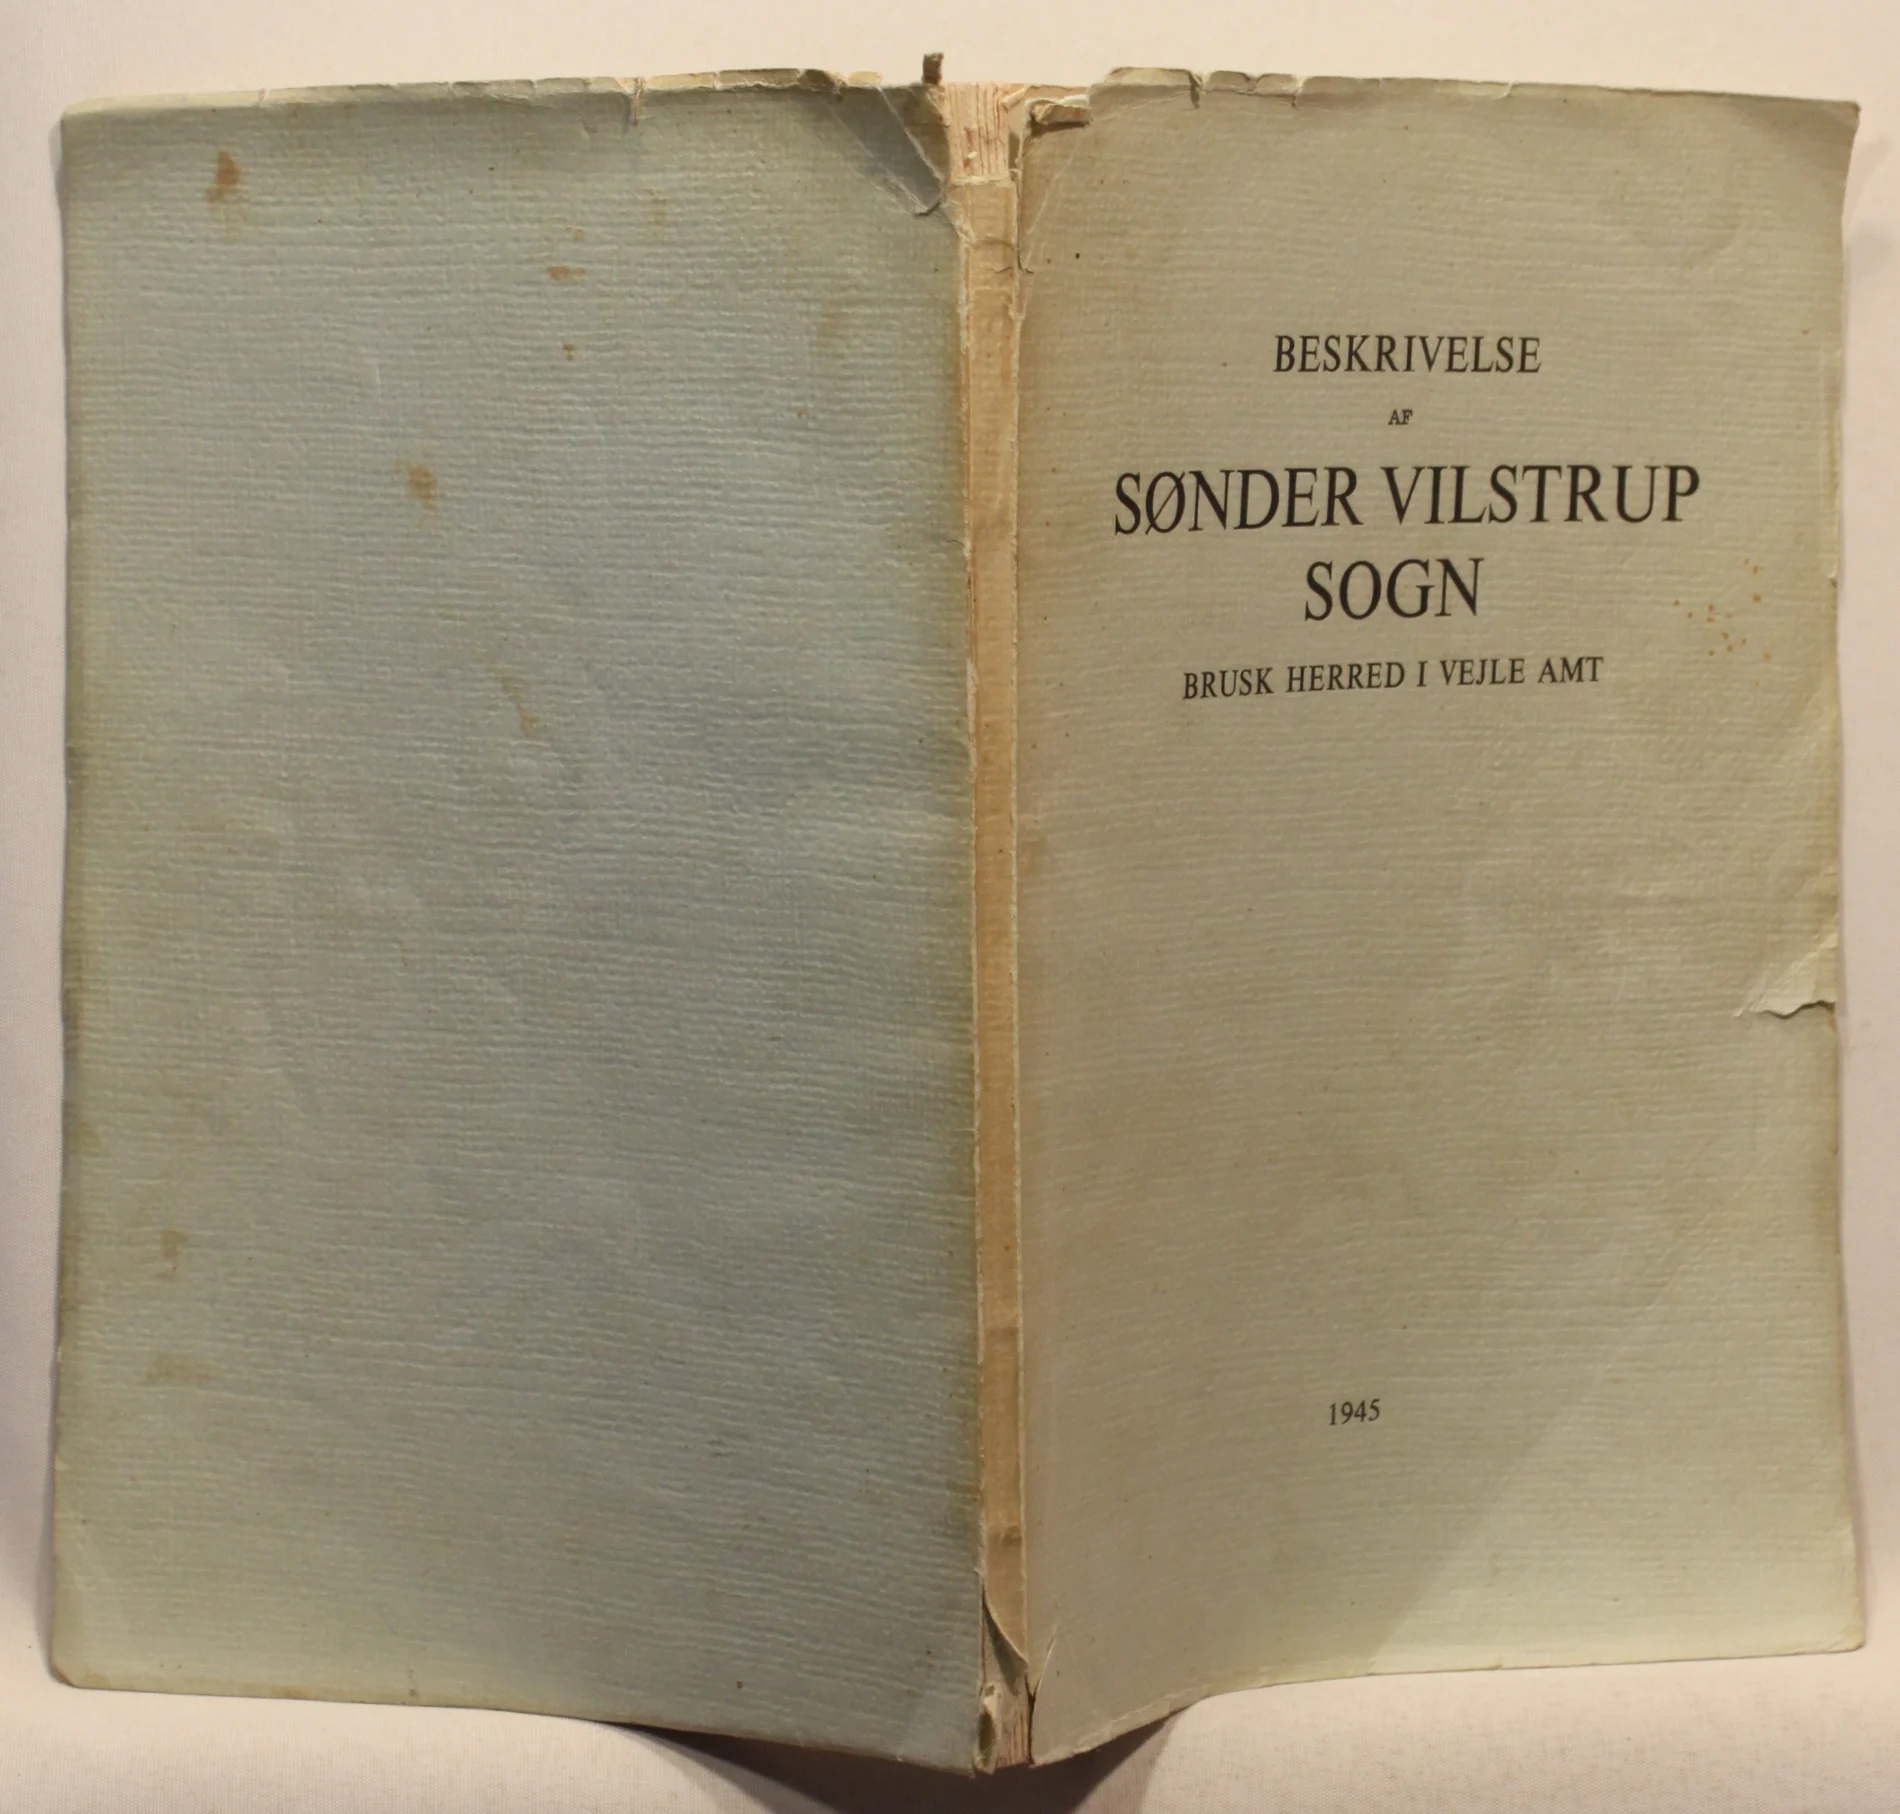 BESKRIVELSE
AF
SØNDER VILSTRUP
SOGN
BRUSK HERRED I VEJLE AMT
1945